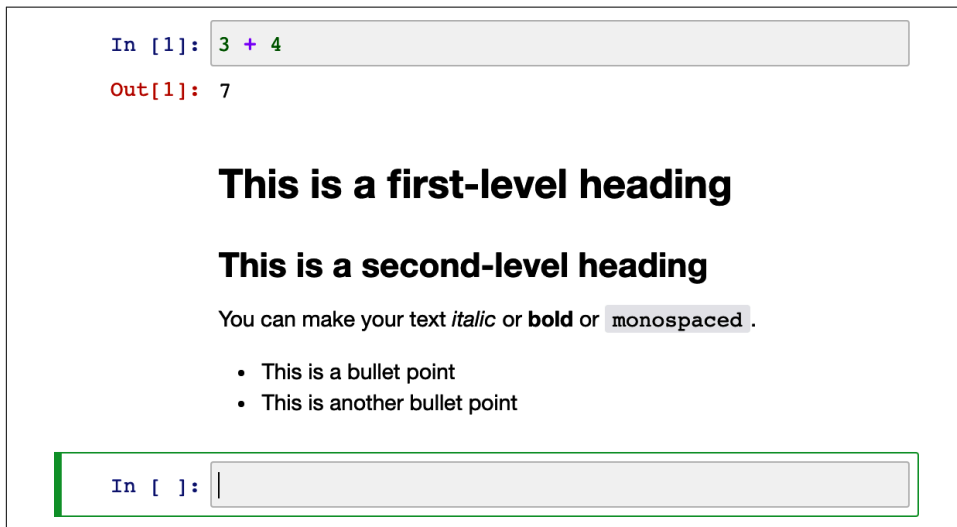 In [1]: 3 + 4
Out[1]: 7
This is a first-level heading
This is a second-level heading
You can make your text italic or bold or monospaced.
• This is a bullet point
• This is another bullet point
In [ ]: